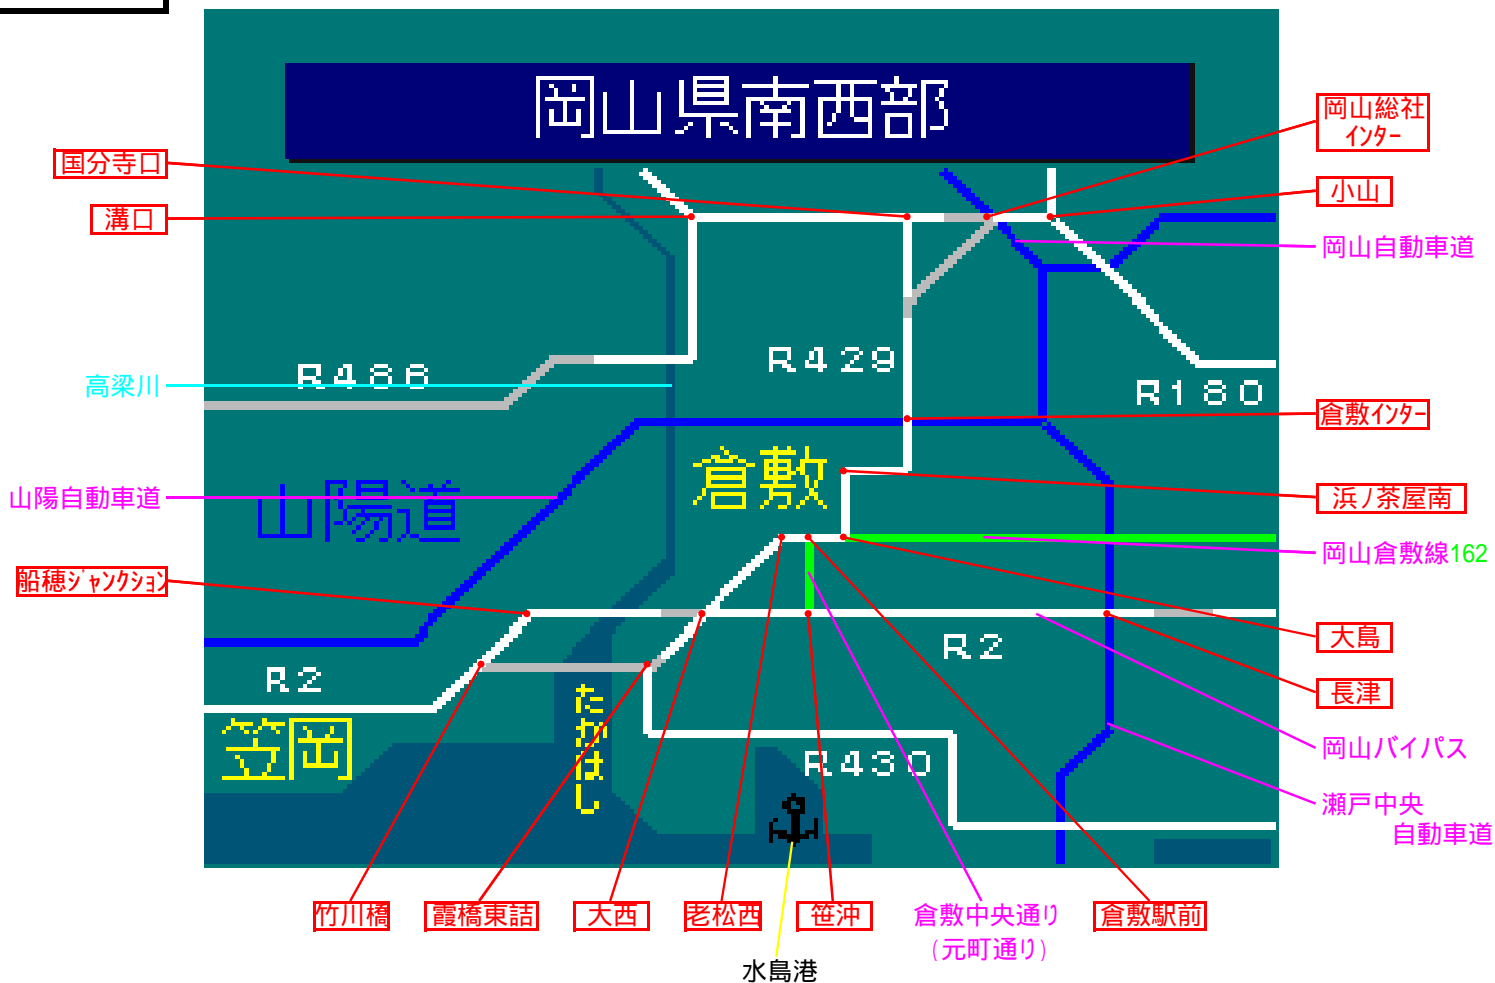 岡山県南西部
岡山総社
インター
国分寺口
小山
溝口
岡山自動車道
R429
R486
高梁川
R180
倉敷インター
倉敷
山陽自動車道
山陽道
浜ノ茶屋南
岡山倉敷線162
船穂ジャンクション
大島
R2
R2
長津
たかはし
笠岡
岡山バイパス
R430
瀬戸中央
自動車道
竹川橋
霞橋東詰
大西
老松西
笹沖
倉敷中央通り
(元町通り)
倉敷駅前
水島港